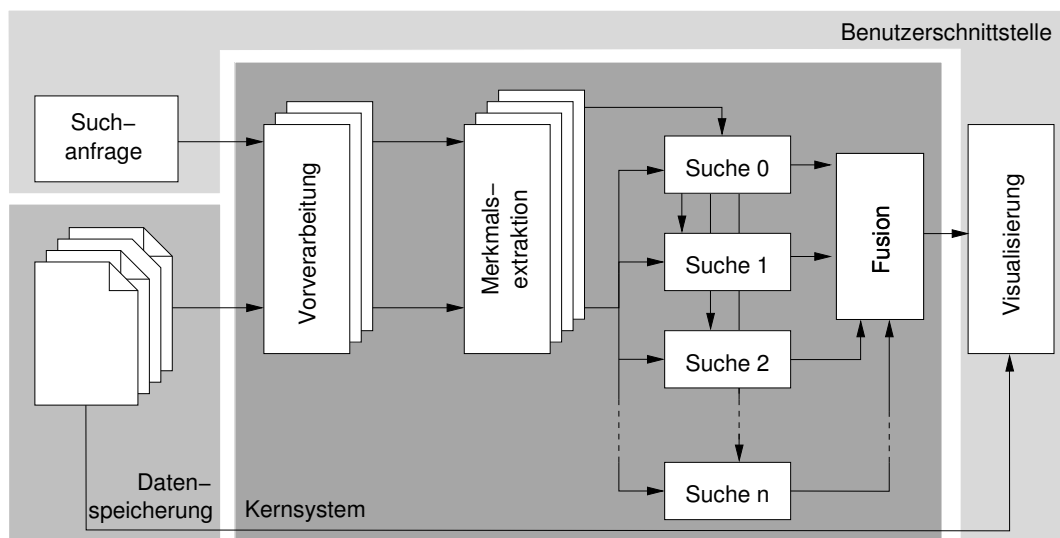 Benutzerschnittstelle
Such–
anfrage
Vorverarbeitung
Merkmals–
extraktion
Suche 0
Suche 1
Suche 2
Suche n
Fusion
Visualisierung
Daten–
speicherung
Kernsystem